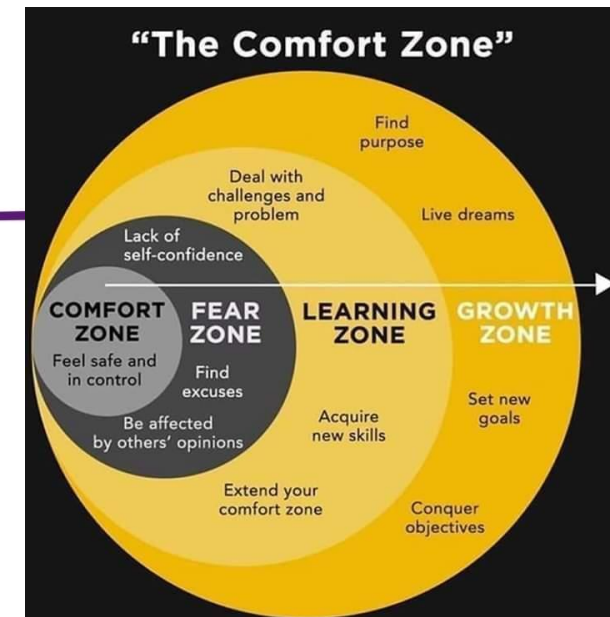 “The Comfort Zone”
Find
purpose
Deal with
challenges and
problem
Live dreams
Lack of
self-confidence
COMFORT
ZONE
Feel safe and
in control
FEAR
ZONE
Find
excuses
Be affected
by others’ opinions
LEARNING
ZONE
Acquire
new skills
Extend your
comfort zone
GROWTH
ZONE
Set new
goals
Conquer
objectives